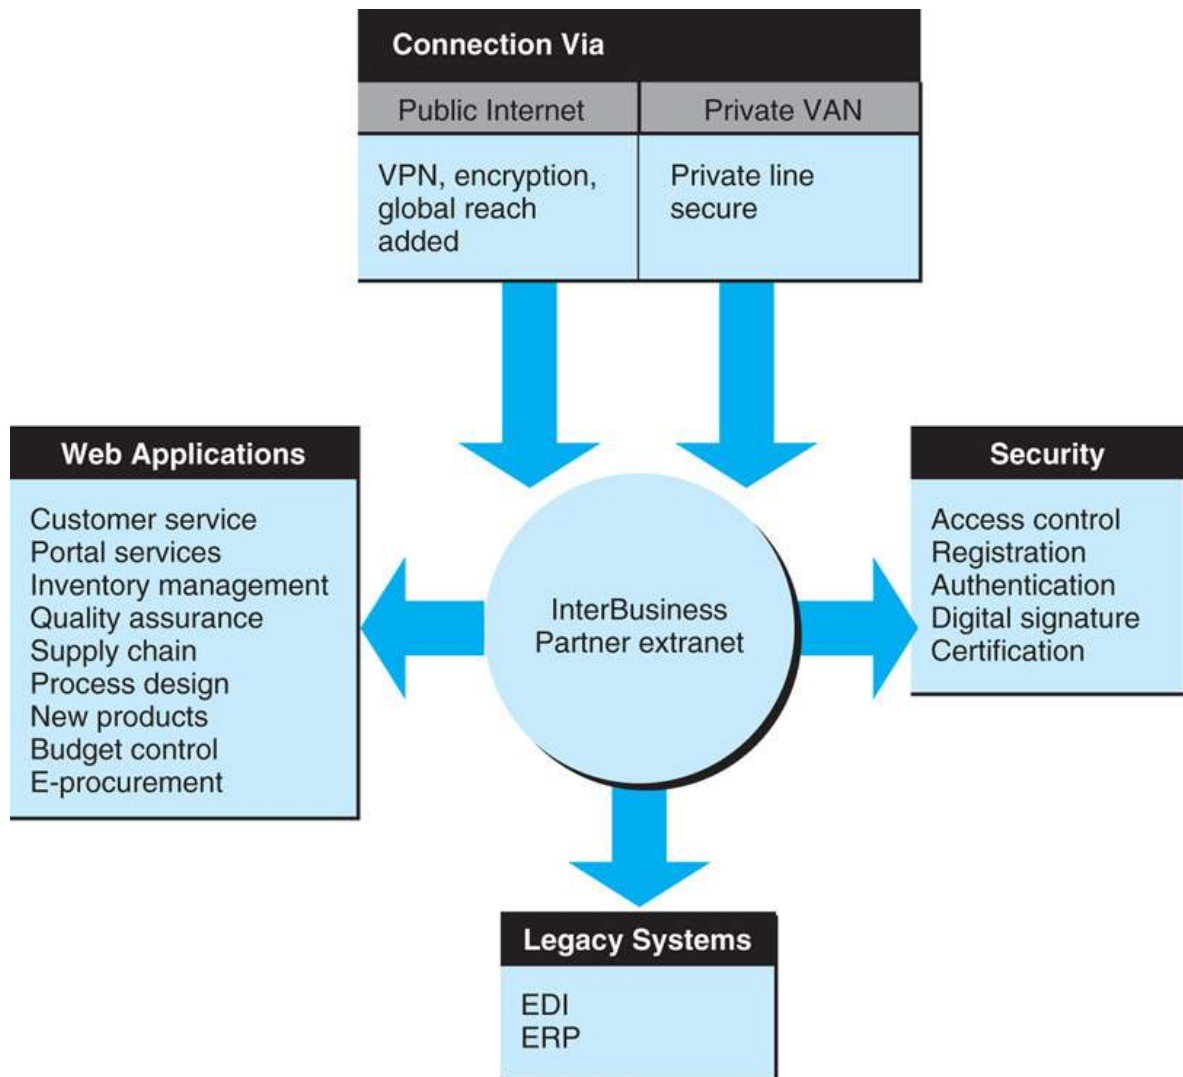 Connection Via
Public Internet
Private VAN
VPN, encryption,
global reach
added
Private line
secure
Web Applications
Customer service
Portal services
Inventory management
Quality assurance
Supply chain
Process design
New products
Budget control
E-procurement
InterBusiness
Partner extranet
Security
Access control
Registration
Authentication
Digital signature
Certification
Legacy Systems
EDI
ERP